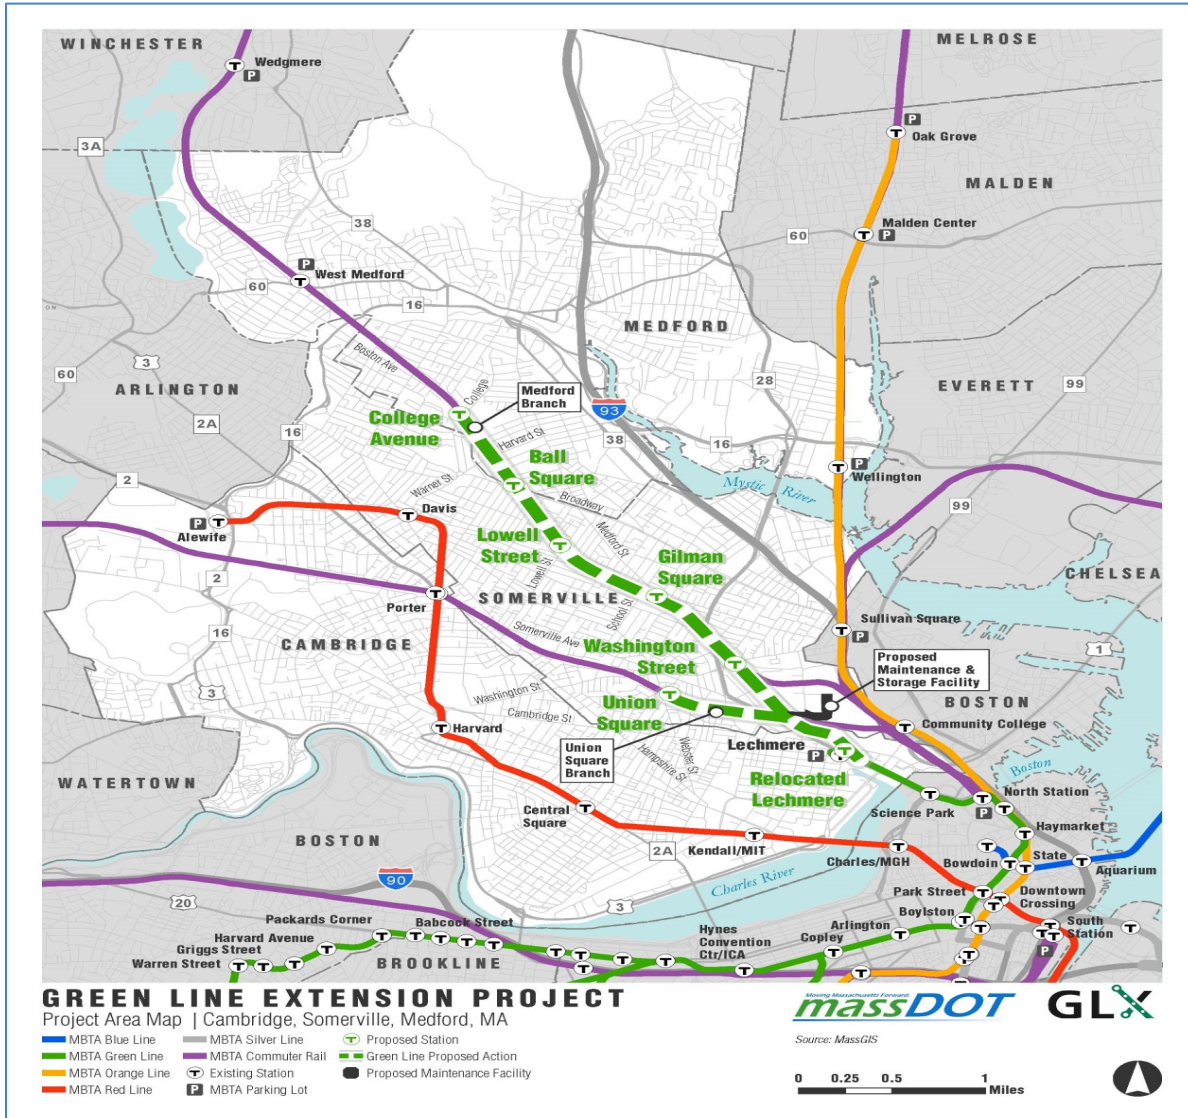 WINCHESTER
Wedgmere
P
3A
MELROSE
P
Oak Grove
MALDEN
Malden Center
P
60
38
P
West Medford
60
16
MEDFORD
3
60
ARLINGTON
2A
16
Boston Ave
College
Medford
Branch
College
Avenue
Harvard St
93
38
28
16
EVERETT
99
Ball
Square
Mystic River
P
Wellington
2
Warner St
Broadway
Davis
P
Alewife
Lowell
Street
Medford St
99
Gilman
Square
2
Lowell St
CHELSEA
Porter
SOMERVILLE
School St
Sullivan Square
P
16
CAMBRIDGE
Somerville Ave
Washington
Street
1
Proposed
Maintenance &
Storage Facility
3
Washington St
Union
Square
BOSTON
Cambridge St
Harvard
Community College
Union
Square
Branch
Hampshire St
Webster St
Lechmere
P
WATERTOWN
Relocated
Lechmere
Boston
North Station
Science Park
P
Central
Square
Haymarket
BOSTON
Kendall/MIT
2A
Charles/MGH
Bowdoin
State
Aquarium
90
Charles River
Park Street
Downtown
Crossing
20
3
Packards Corner
Babcock Street
Arlington
Boylston
South
Station
P
Harvard Avenue
Griggs Street
Warren Street
BROOKLINE
Hynes
Convention
Ctr/ICA
Copley
GREEN LINE EXTENSION PROJECT
Project Area Map | Cambridge, Somerville, Medford, MA
Moving Massachusetts Forward
massDOT
GLX
Source: MassGIS
MBTA Blue Line
MBTA Silver Line
Proposed Station
MBTA Green Line
MBTA Commuter Rail
Green Line Proposed Action
MBTA Orange Line
Existing Station
Proposed Maintenance Facility
MBTA Red Line
P MBTA Parking Lot
0 0.25 0.5 1
Miles